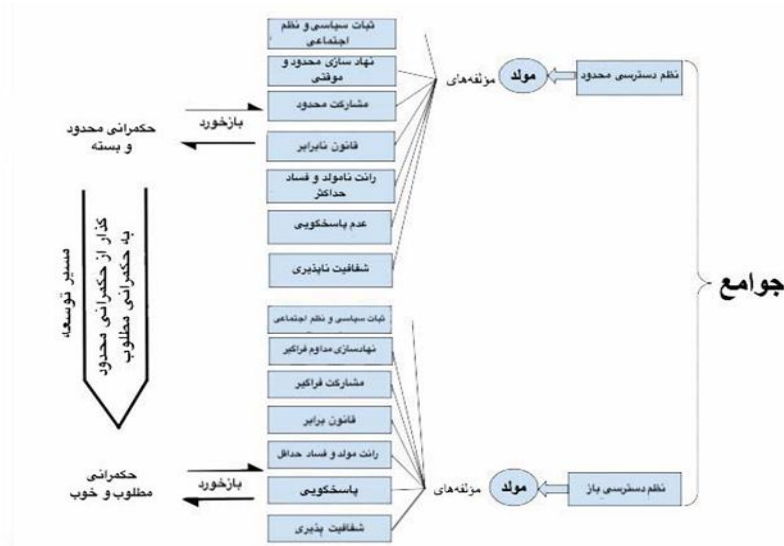 جوامع
نظم دسترسی محدود
مولد
مؤلفه‌های
ثبات سیاسی و نظم
اجتماعی
نهاد سازی محدود و
موقتی
مشارکت محدود
قانون نابرابر
رانت نامولد و فساد
حداکثر
عدم پاسخگویی
شفافیت ناپذیری
بازخورد
حکمرانی محدود
و بسته
گذار از حکمرانی محدود
به حکمرانی مطلوب
مسیر توسعه
نظم دسترسی باز
مولد
مؤلفه‌های
ثبات سیاسی و نظم اجتماعی
نهادسازی مداوم فراگیر
مشارکت فراگیر
قانون برابر
رانت مولد و فساد حداقل
پاسخگویی
شفافیت پذیری
بازخورد
حکمرانی
مطلوب و خوب